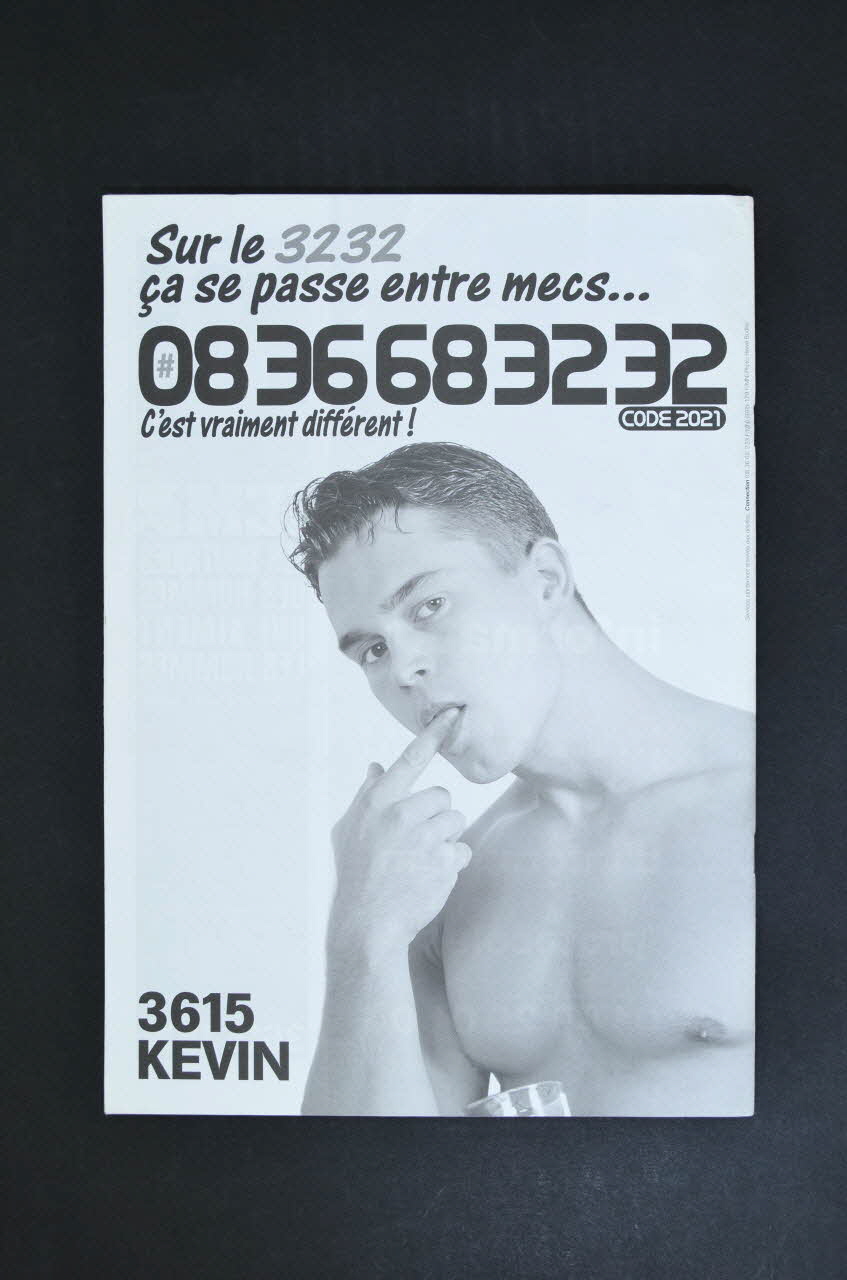 Sur le 3232
ça se passe entre mecs...
#0836683232
C'est vraiment différent !
CODE 2021
3615
KEVIN